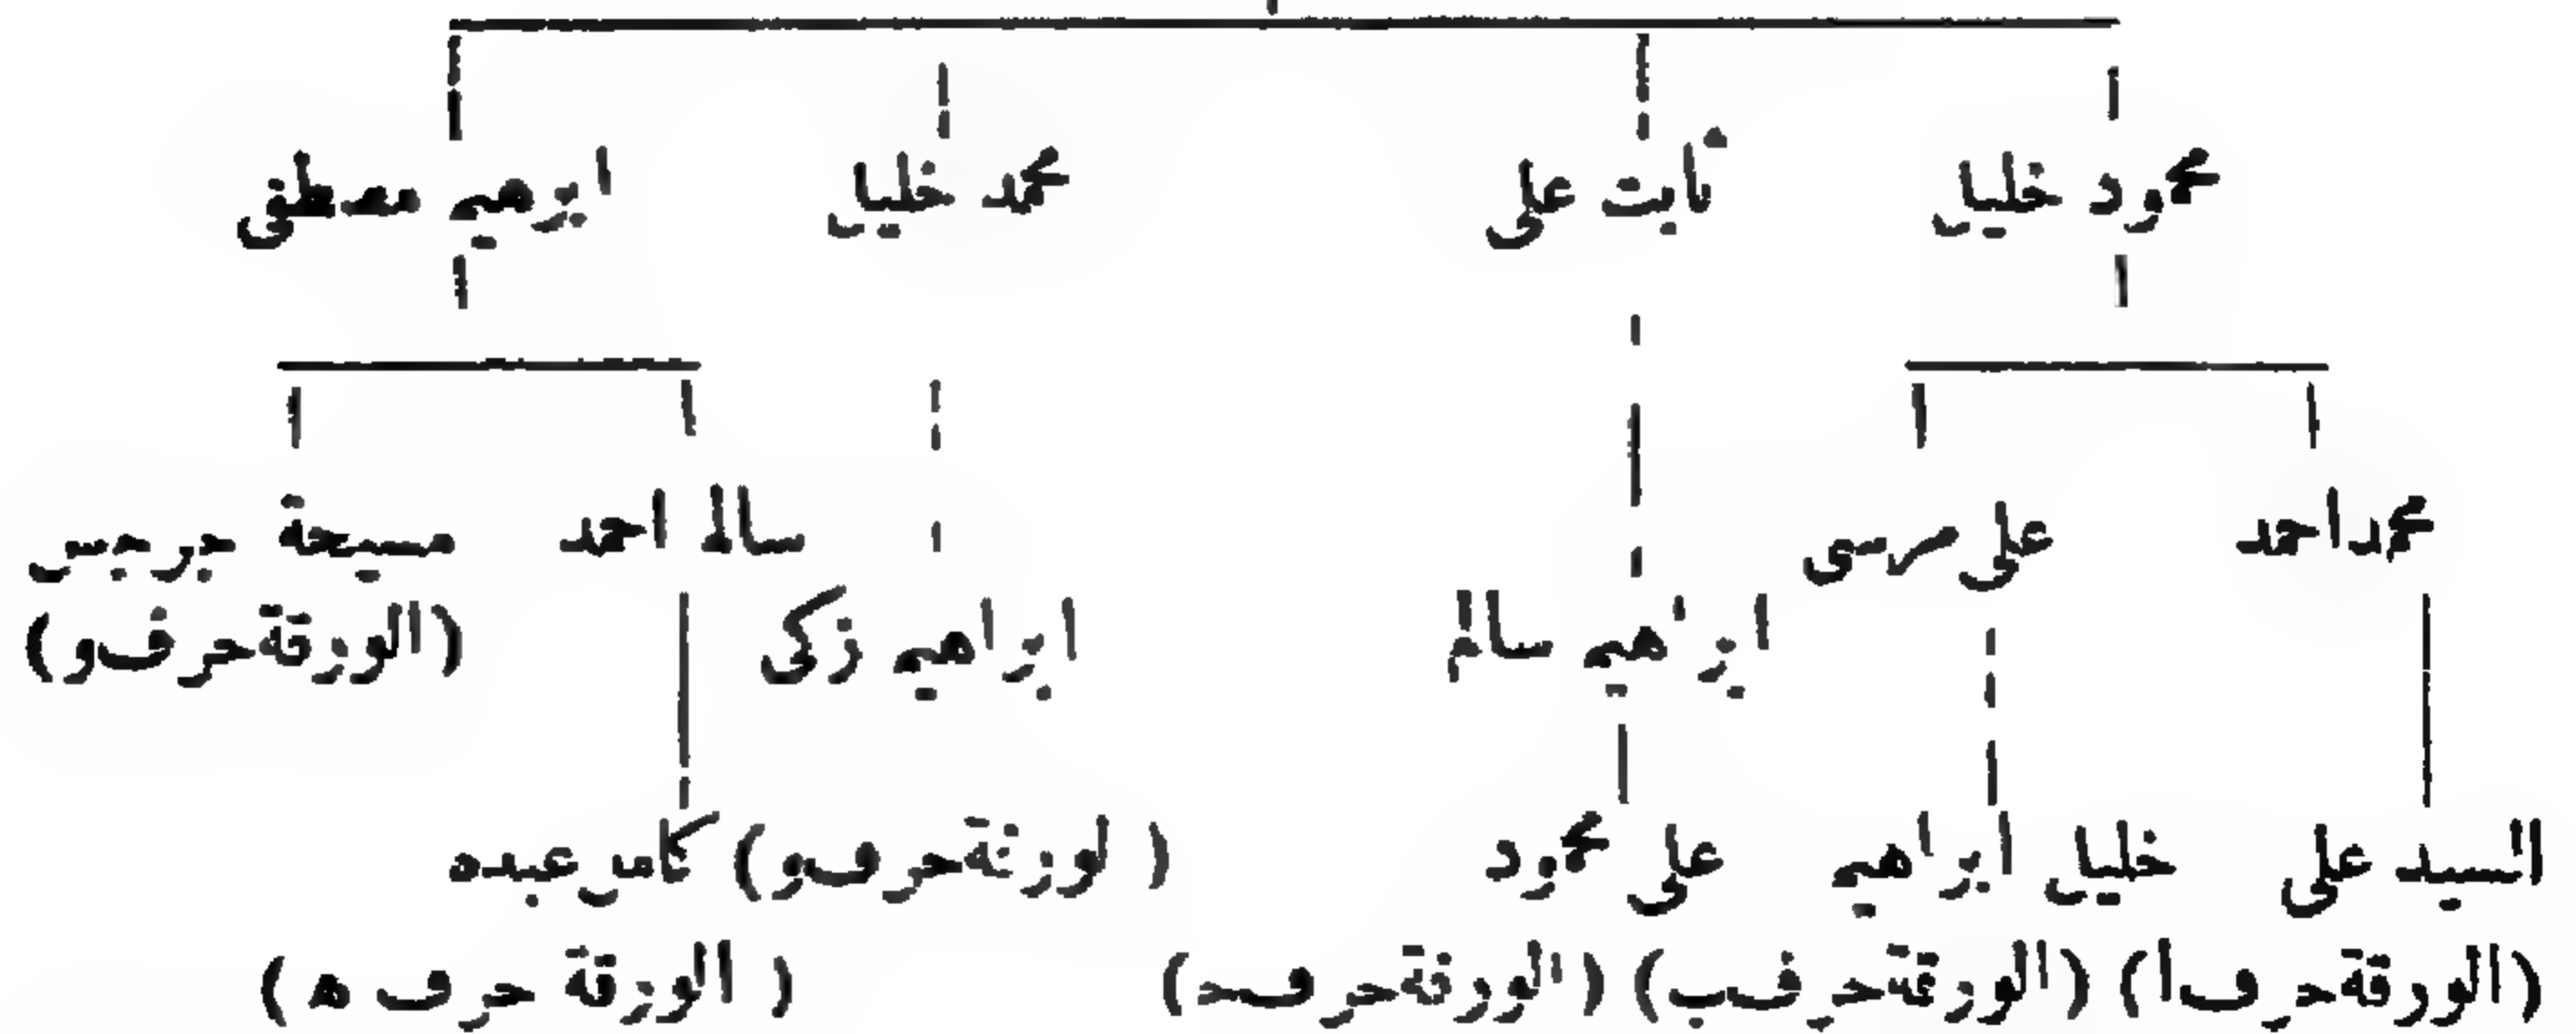 محمود خليل ثابت على محمد خليل ابرهيم مصطفى
محمد احمد على مرسى سالم احمد مسيحة جرجس
ابراهيم سالم ابراهيم زكى (الورقة حرف و)
السيد على خليل ابراهيم على محمود (الورقة حرف و) كامل عبده
(الورقة حرف ا) (الورقة حرف ب) (الورقة حرف حـ) (الورقة حرف ه)